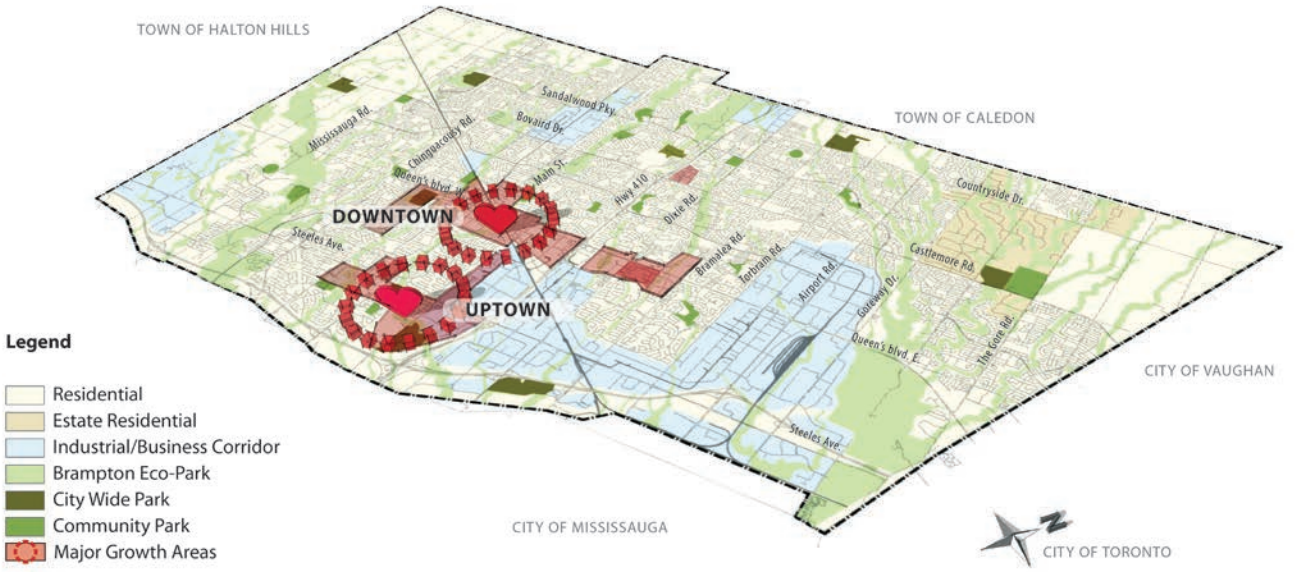 TOWN OF HALTON HILLS
TOWN OF CALEDON
Sandalwood Pky.
Mississauga Rd.
Bovaird Dr.
Chinguacousy Rd.
Main St.
Queen's blvd. W.
Hwy 410
Countryside Dr.
Dixie Rd.
DOWNTOWN
Steeles Ave.
Bramalea Rd.
Torbram Rd.
Castlemore Rd.
Airport Rd.
Goreway Dr.
UPTOWN
The Gore Rd.
Queen's blvd. E.
CITY OF VAUGHAN
Steeles Ave.
Legend
Residential
Estate Residential
Industrial/Business Corridor
Brampton Eco-Park
City Wide Park
Community Park
Major Growth Areas
CITY OF MISSISSAUGA
N
CITY OF TORONTO